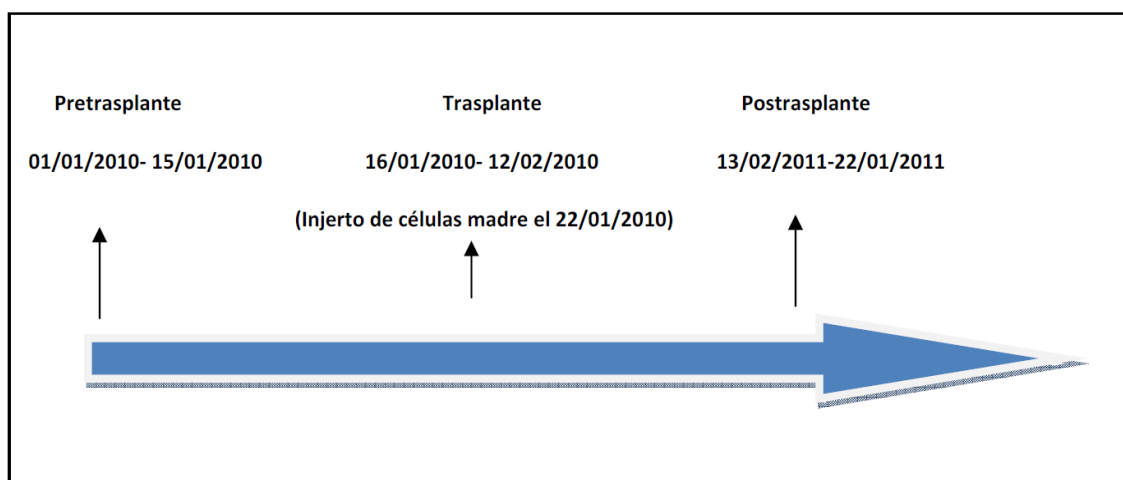 Pretrasplante Trasplante Postrasplante
01/01/2010- 15/01/2010 16/01/2010- 12/02/2010 13/02/2011-22/01/2011
(Injerto de células madre el 22/01/2010)